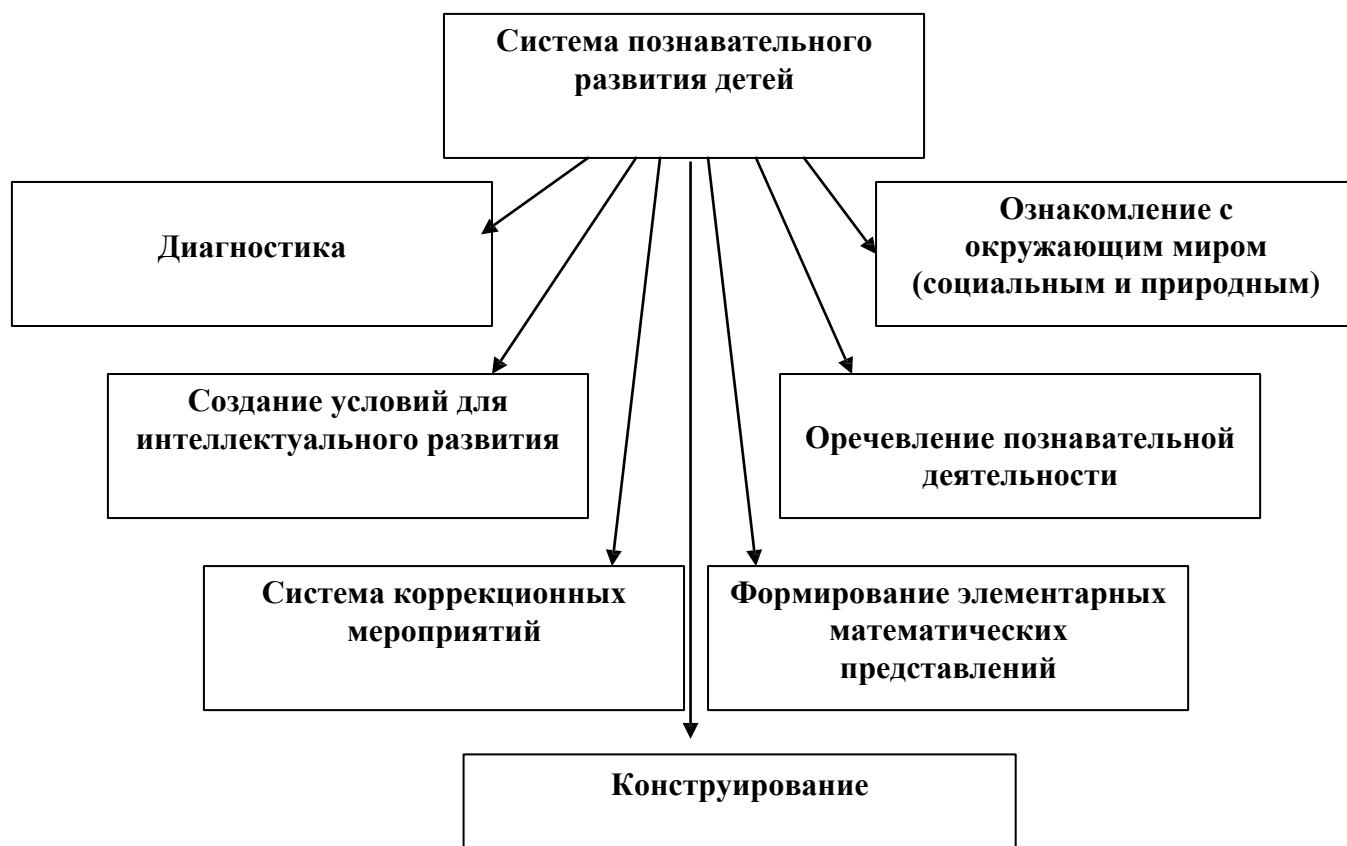 Система познавательного
развития детей
Диагностика
Ознакомление с
окружающим миром
(социальным и природным)
Создание условий для
интеллектуального развития
Оречевление познавательной
деятельности
Система коррекционных
мероприятий
Формирование элементарных
математических
представлений
Конструирование